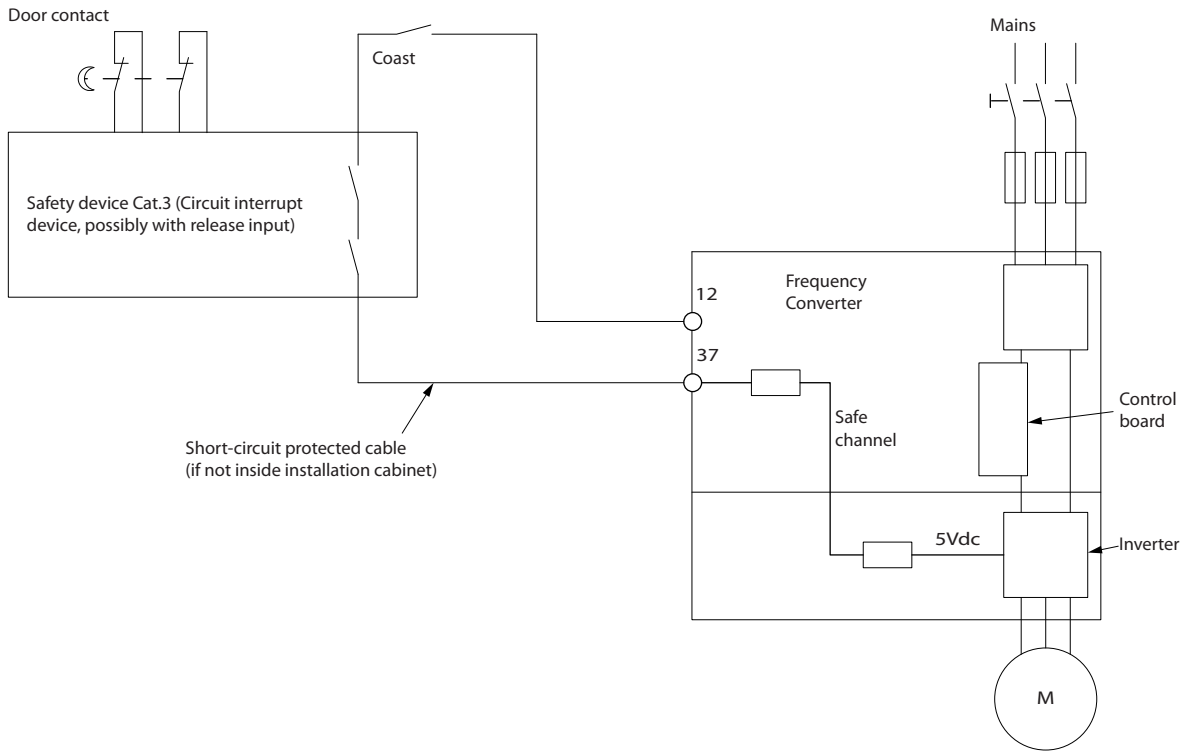 Door contact
Mains
Coast
Safety device Cat.3 (Circuit interrupt
device, possibly with release input)
12
Frequency
Converter
37
Control
board
Safe
channel
Short-circuit protected cable
(if not inside installation cabinet)
5Vdc
Inverter
M